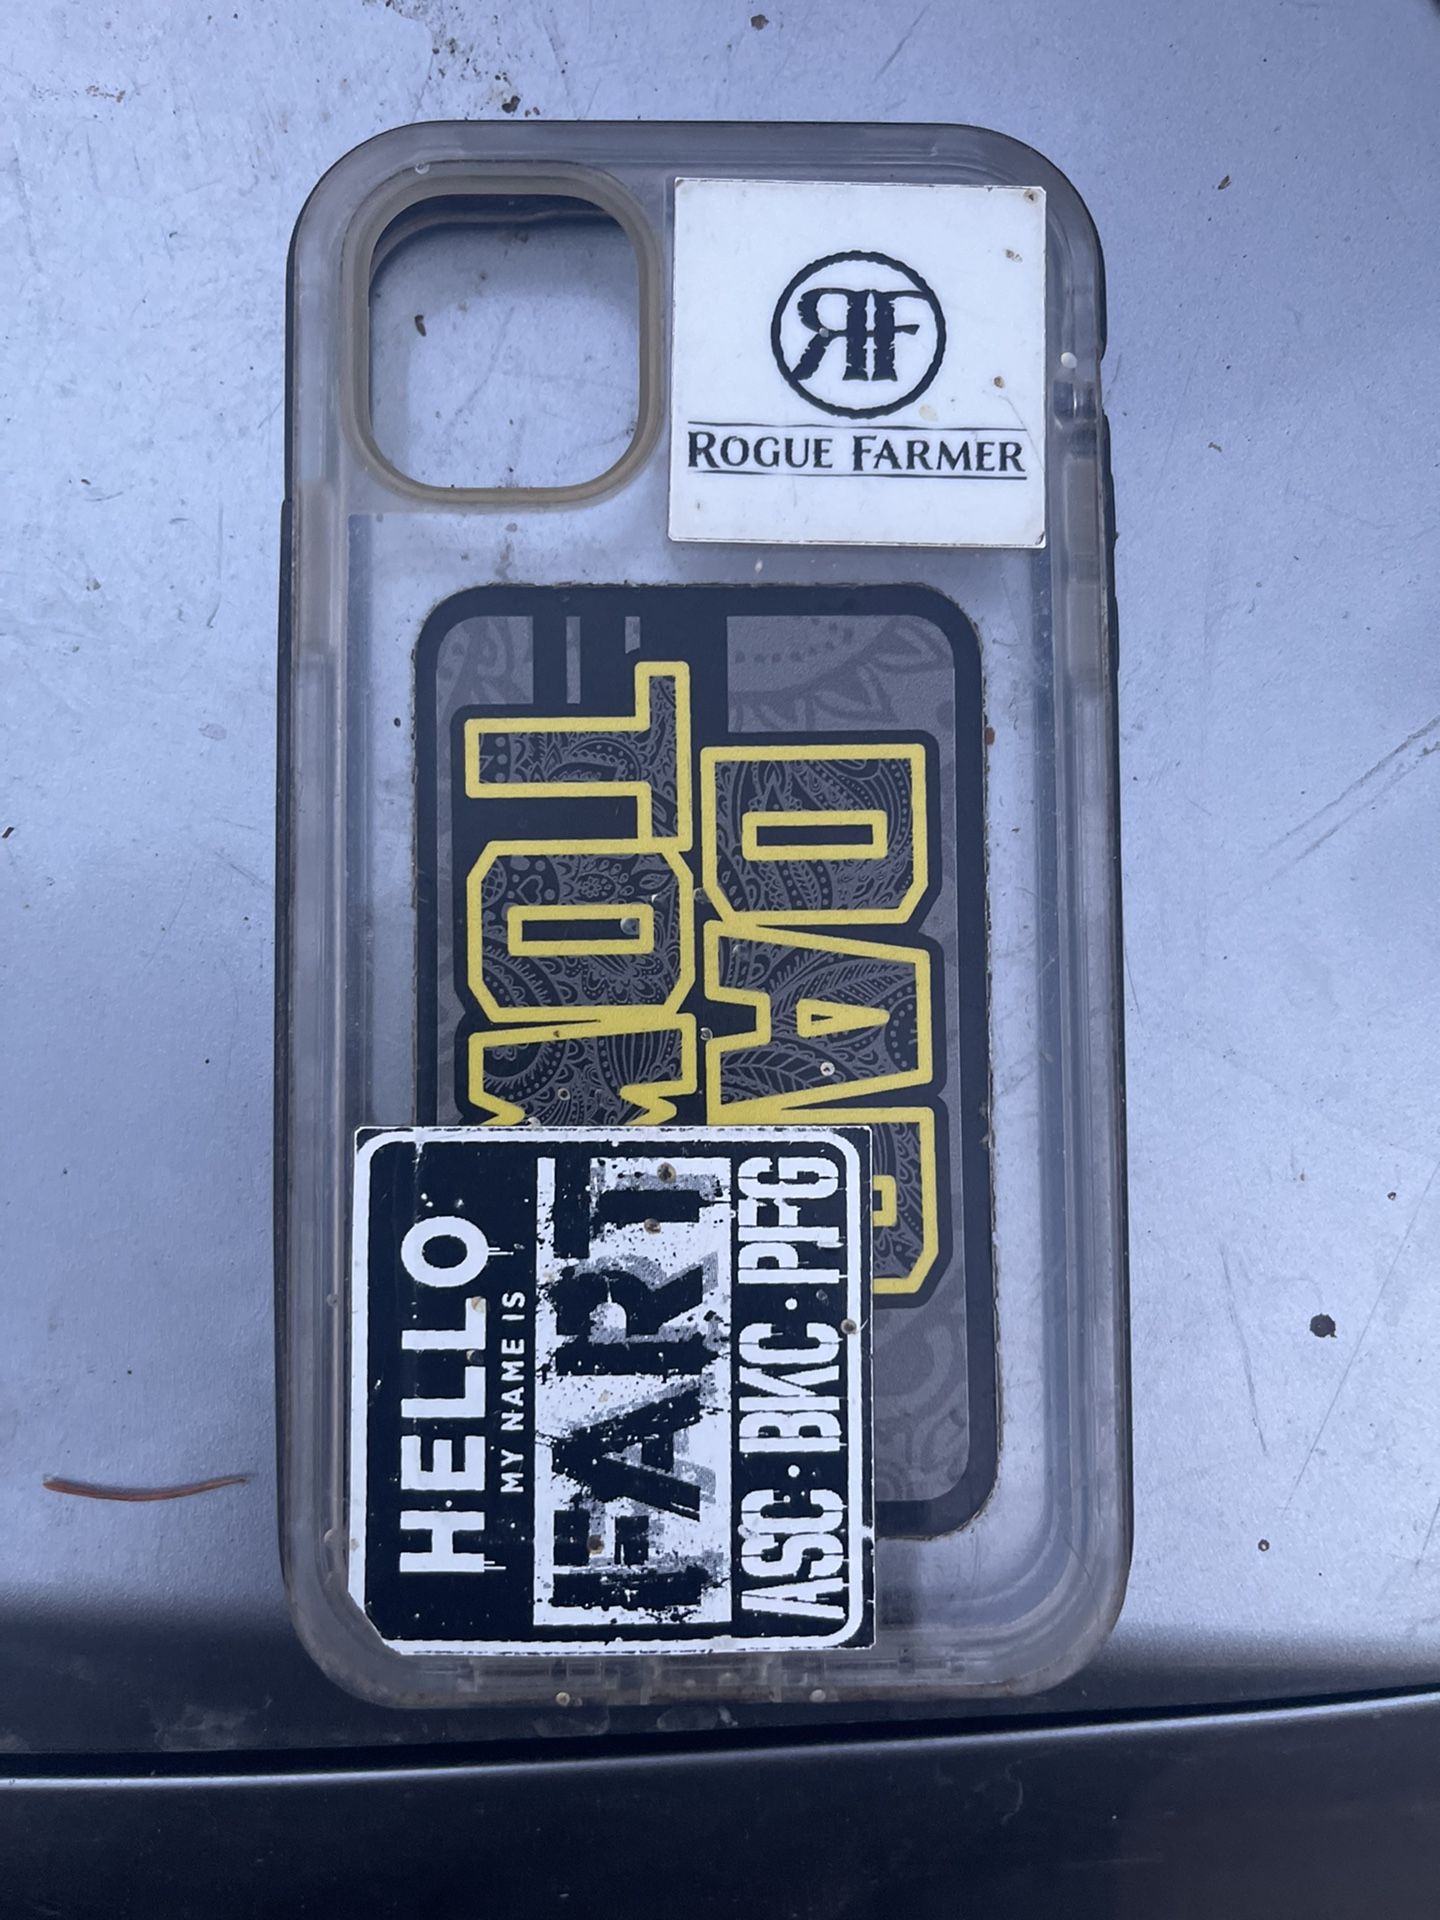 RF
ROGUE FARMER
HELLO
MY NAME IS
FART
ASC·BKC·PFG